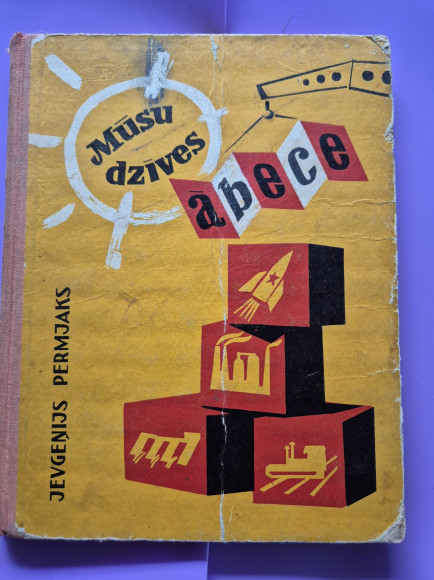 Mūsu
dzīves
ābece
JEVGEŅIJS PERMJAKS